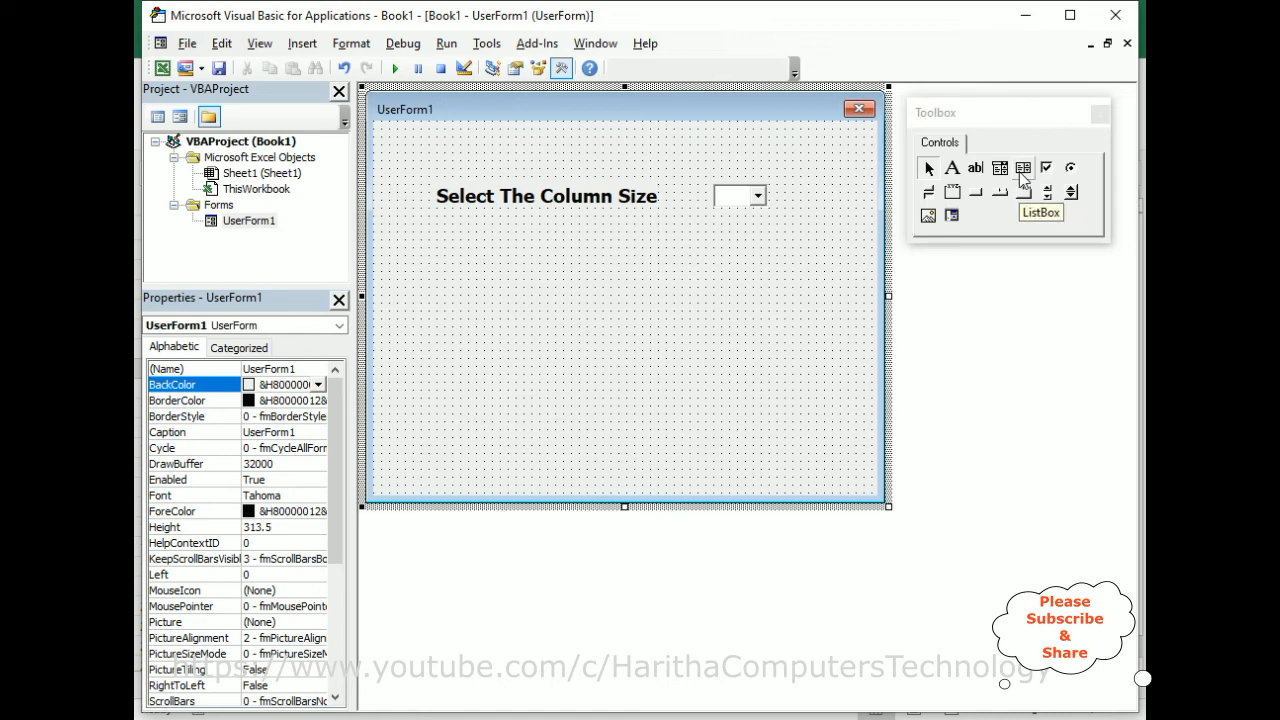 Microsoft Visual Basic for Applications - Book1 - [Book1 - UserForm1 (UserForm)]
File Edit View Insert Format Debug Run Tools Add-Ins Window Help
Project - VBAProject
VBAProject (Book1)
Microsoft Excel Objects
Sheet1 (Sheet1)
ThisWorkbook
Forms
UserForm1
Properties - UserForm1
UserForm1 UserForm
Alphabetic Categorized
(Name) UserForm1
BackColor &H8000000
BorderColor &H80000012&
BorderStyle 0 - fmBorderStyle
Caption UserForm1
Cycle 0 - fmCycleAllForn
DrawBuffer 32000
Enabled True
Font Tahoma
ForeColor &H80000012&
Height 313.5
HelpContextID 0
KeepScrollBarsVisibl 3 - fmScrollBarsBo
Left 0
MouseIcon (None)
MousePointer 0 - fmMousePointe
Picture (None)
PictureAlignment 2 - fmPictureAlign
PictureSizeMode 0 - fmPictureSizeM
PictureTiling False
RightToLeft False
ScrollBars 0 - fmScrollBarsNo
UserForm1
Select The Column Size
Toolbox
Controls
A ab
ListBox
Please
Subscribe
&
Share
https://www.youtube.com/c/HarithaComputersTechnology